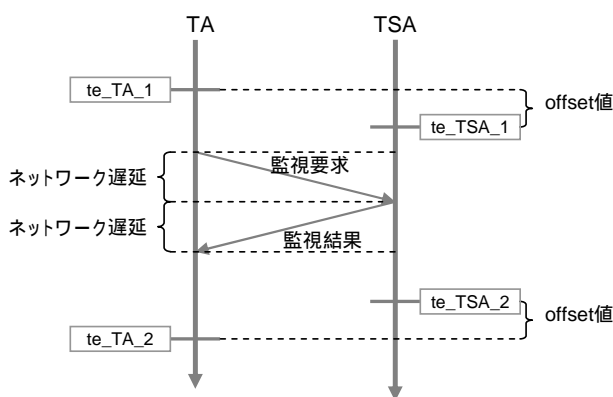 TA
TSA
te_TA_1
offset値
te_TSA_1
監視要求
ネットワーク遅延
ネットワーク遅延
監視結果
te_TSA_2
offset値
te_TA_2